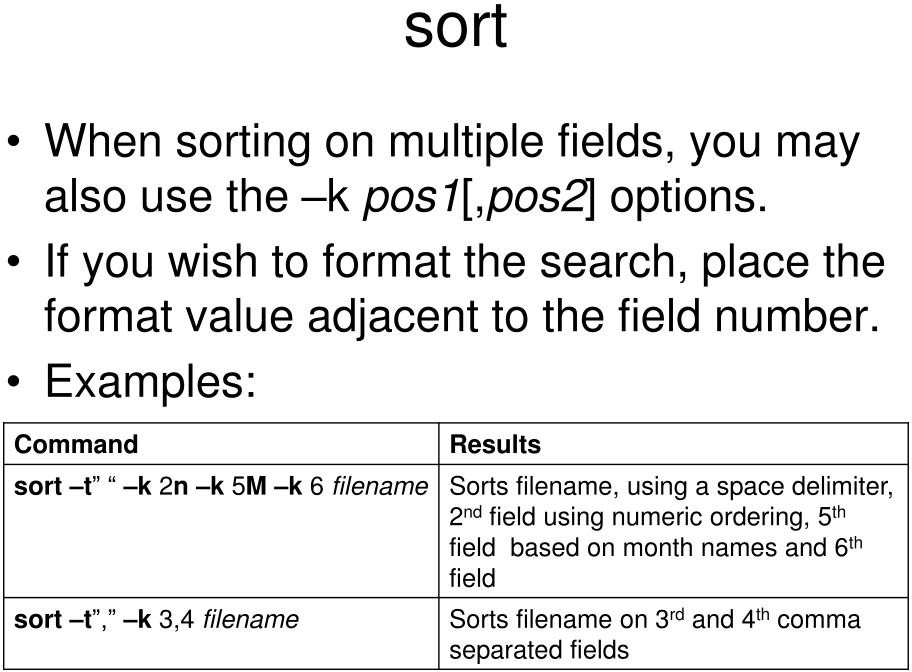 sort
• When sorting on multiple fields, you may
also use the –k pos1[,pos2] options.
• If you wish to format the search, place the
format value adjacent to the field number.
• Examples:
Command Results
sort –t” “ –k 2n –k 5M –k 6 filename Sorts filename, using a space delimiter,
2nd field using numeric ordering, 5th
field  based on month names and 6th
field
sort –t”,” –k 3,4 filename Sorts filename on 3rd and 4th comma
separated fields